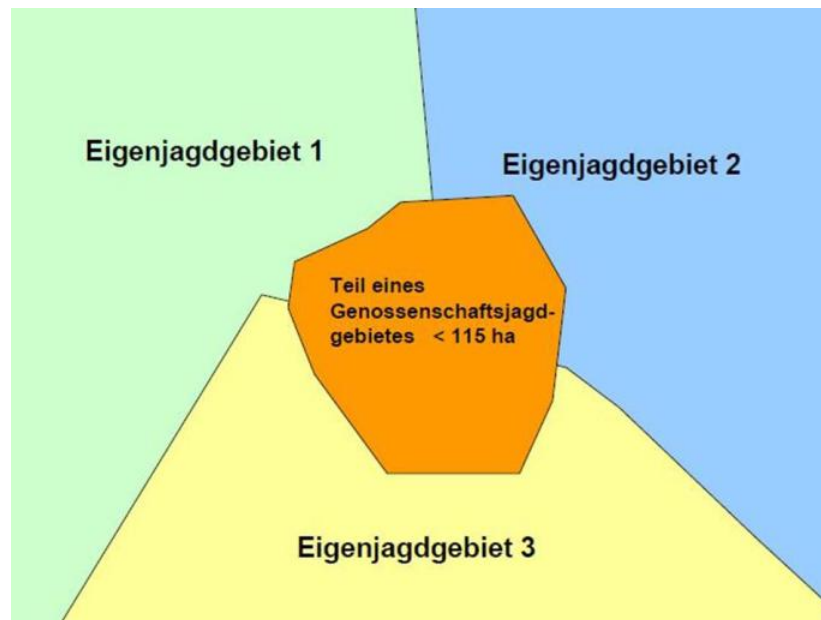 Eigenjagdgebiet 1
Eigenjagdgebiet 2
Teil eines
Genossenschaftsjagd-
gebietes < 115 ha
Eigenjagdgebiet 3